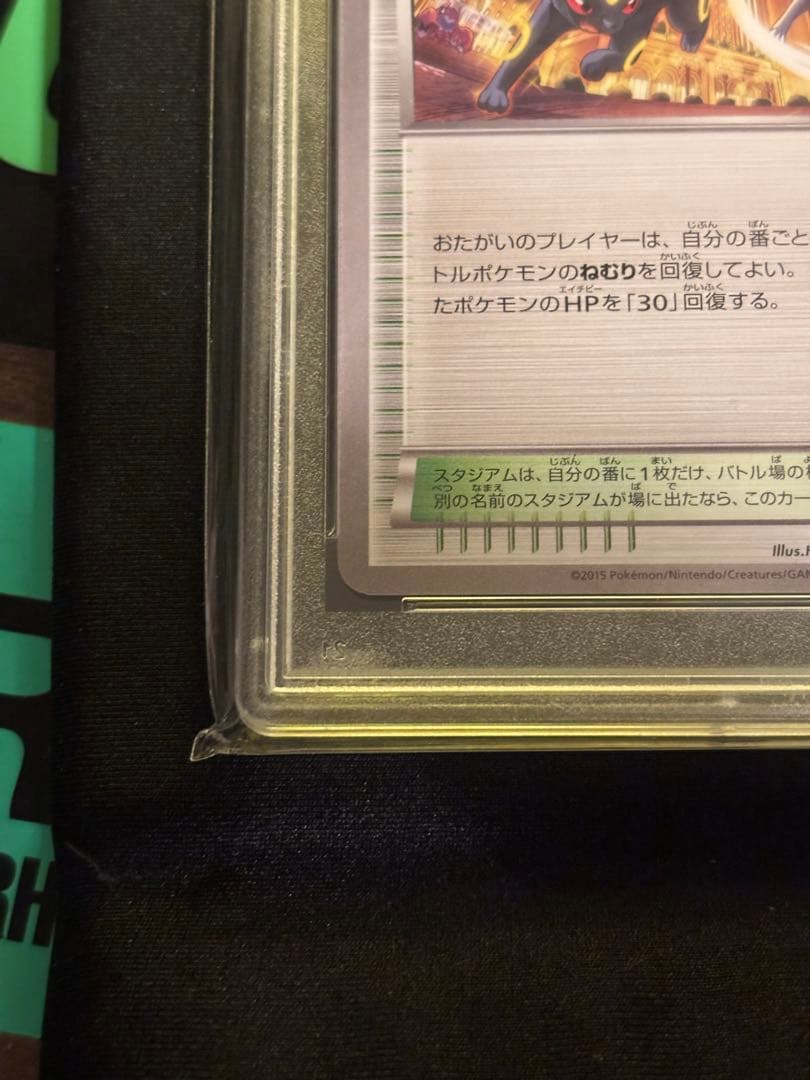 おたがいのプレイヤーは、自分の番ごと
トルポケモンのねむりを回復してよい。
たポケモンのHPを「30」回復する。
スタジアムは、自分の番に1枚だけ、バトル場の
別の名前のスタジアムが場に出たなら、このカー
Illus.
©2015 Pokémon/Nintendo/Creatures/GAM
RH